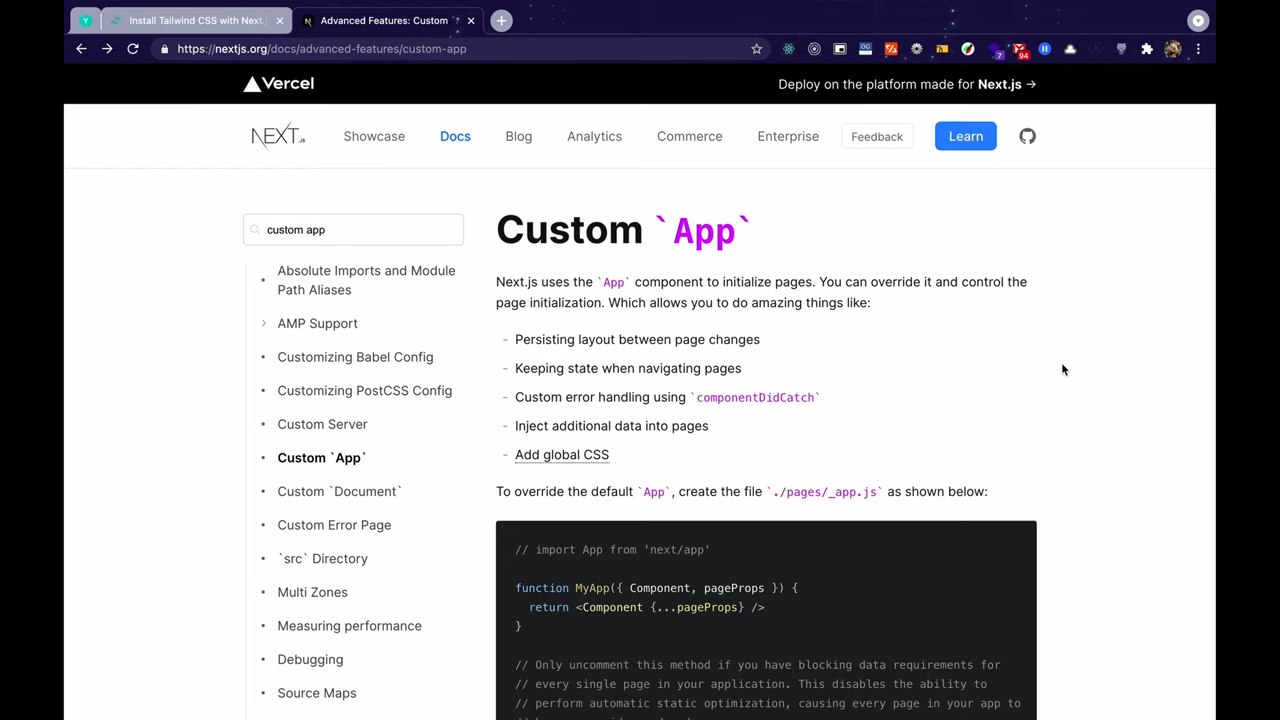 Install Tailwind CSS with Next.
Advanced Features: Custom `
https://nextjs.org/docs/advanced-features/custom-app
7
94
Vercel
Deploy on the platform made for Next.js →
NEXT.JS
Showcase
Docs
Blog
Analytics
Commerce
Enterprise
Feedback
Learn
custom app
Absolute Imports and Module
Path Aliases
AMP Support
Customizing Babel Config
Customizing PostCSS Config
Custom Server
Custom `App`
Custom `Document`
Custom Error Page
`src` Directory
Multi Zones
Measuring performance
Debugging
Source Maps
Custom `App`
Next.js uses the `App` component to initialize pages. You can override it and control the
page initialization. Which allows you to do amazing things like:
- Persisting layout between page changes
- Keeping state when navigating pages
- Custom error handling using `componentDidCatch`
- Inject additional data into pages
- Add global CSS
To override the default `App`, create the file `./pages/_app.js` as shown below:
// import App from 'next/app'
function MyApp({ Component, pageProps }) {
return <Component {...pageProps} />
}
// Only uncomment this method if you have blocking data requirements for
// every single page in your application. This disables the ability to
// perform automatic static optimization, causing every page in your app to